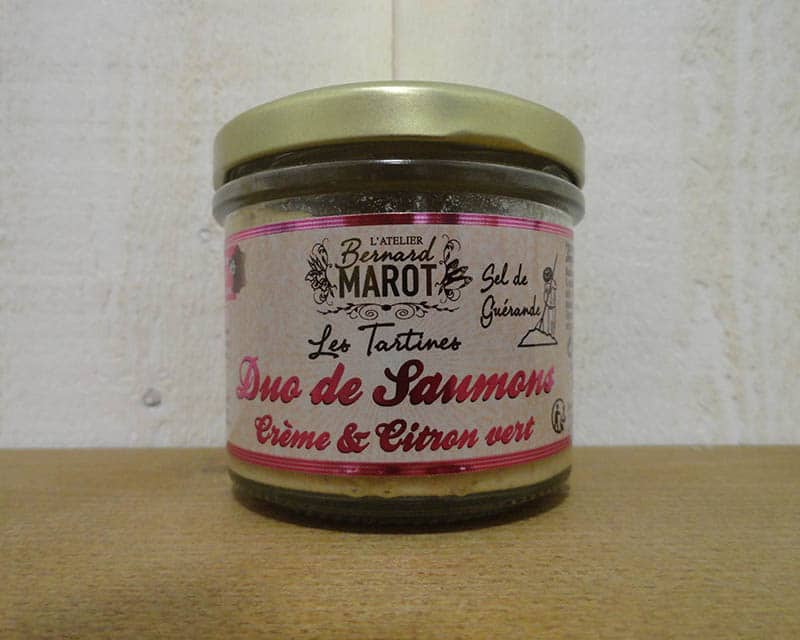 L'ATELIER
Bernard
MAROT
Sel de
Guérande
Les Tartines
Duo de Saumons
Crème & Citron vert